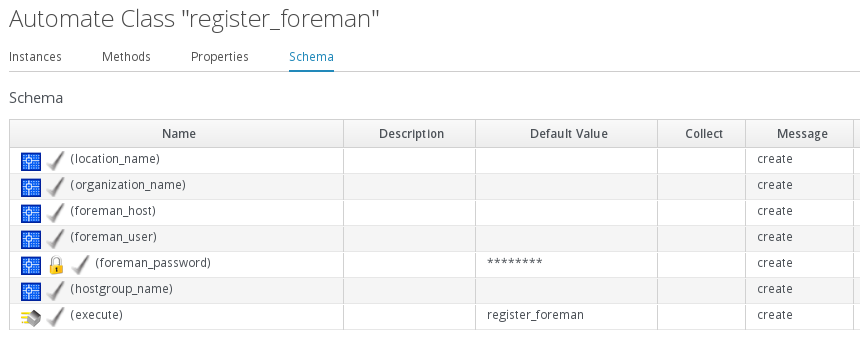 Automate Class "register_foreman"
Instances Methods Properties Schema
Schema
Name Description Default Value Collect Message
(location_name) create
(organization_name) create
(foreman_host) create
(foreman_user) create
(foreman_password) ******** create
(hostgroup_name) create
(execute) register_foreman create